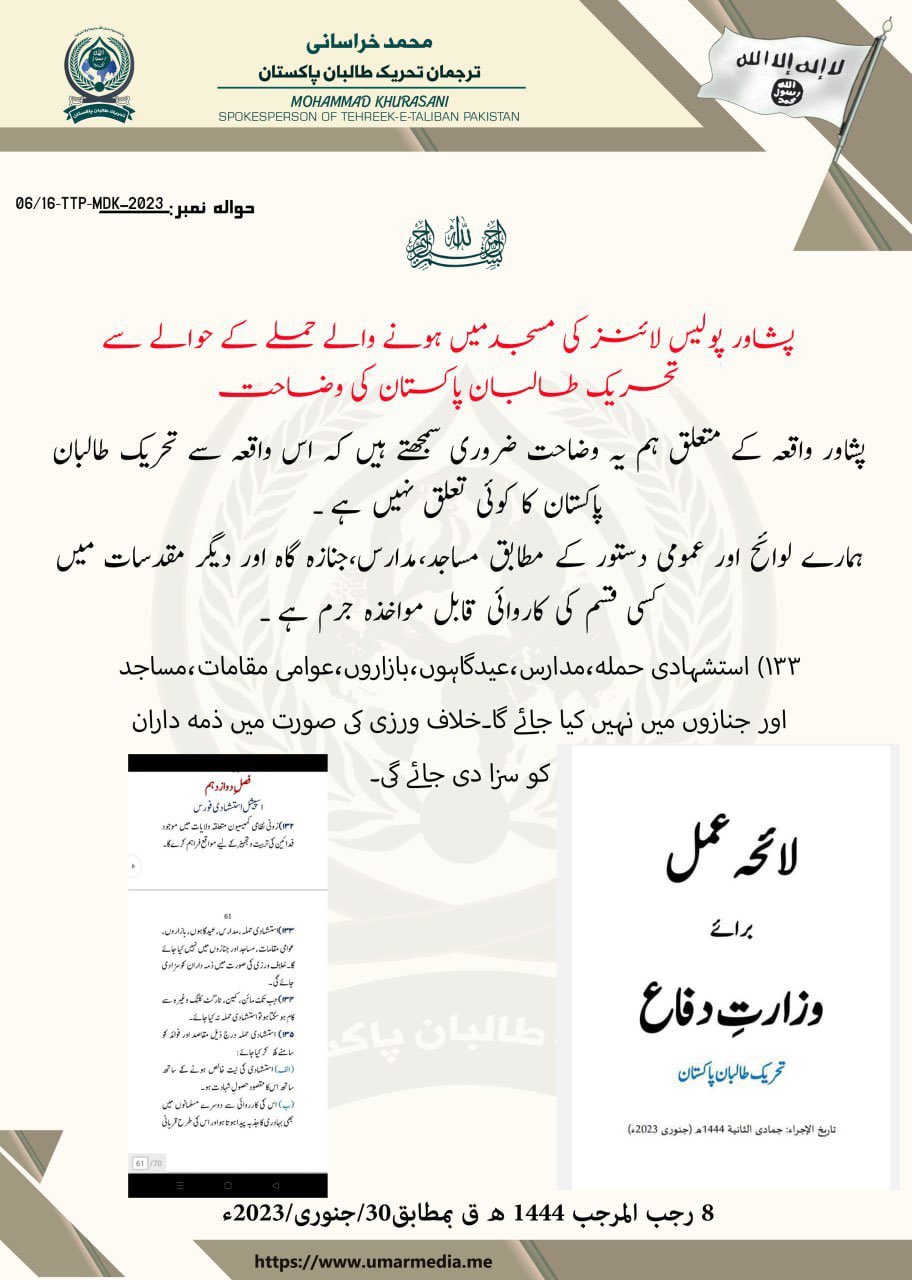 محمد خراسانی
ترجمان تحریک طالبان پاکستان
MOHAMMAD KHURASANI
SPOKESPERSON OF TEHREEK-E-TALIBAN PAKISTAN
لا إله إلا الله
الله
رسول
محمد
تحریک طالبان پاکستان
حوالہ نمبر: 06/16-TTP-MDK-2023
بسم الله الرحمن الرحيم
پشاور پولیس لائنز کی مسجد میں ہونے والے حملے کے حوالے سے
تحریک طالبان پاکستان کی وضاحت
پشاور واقعہ کے متعلق ہم یہ وضاحت ضروری سمجھتے ہیں کہ اس واقعہ سے تحریک طالبان
پاکستان کا کوئی تعلق نہیں ہے ۔
ہمارے لوائح اور عمومی دستور کے مطابق مساجد،مدارس،جنازہ گاہ اور دیگر مقدسات میں
کسی قسم کی کاروائی قابل مواخذہ جرم ہے ۔
۱۳۳) استشہادی حملہ،مدارس،عیدگاہوں،بازاروں،عوامی مقامات،مساجد
اور جنازوں میں نہیں کیا جائے گا۔خلاف ورزی کی صورت میں ذمہ داران
کو سزا دی جائے گی۔
فصل دوازدہم
اسپیشل استشہادی فورس
۱۳۲) زونی نظامی کمیسیون متعلقہ ولایات میں موجود
فدائین کی تربیت و تجہیز کے لیے مواقع فراہم کرے گا۔
61
۱۳۳) استشہادی حملہ، مدارس، عیدگاہوں، بازاروں،
عوامی مقامات، مساجد اور جنازوں میں نہیں کیا جائے
گا۔ خلاف ورزی کی صورت میں ذمہ داران کو سزا دی
جائے گی۔
۱۳۴) جب تک مائن، کمین، ٹارگٹ کلنگ وغیرہ سے
کام ہو سکتا ہو تو استشہادی حملہ نہ کیا جائے۔
۱۳۵) استشہادی حملہ درج ذیل مقاصد اور فوائد کو
سامنے رکھ کر کیا جائے:
(الف) استشہادی کی نیت خالص ہونے کے ساتھ
ساتھ اس کا مقصود حصولِ شہادت ہو۔
(ب) اس کی کارروائی سے دوسرے مسلمانوں میں
بھی بہادری کا جذبہ پیدا ہوتا ہو اور اس کی طرح قربانی
61 /70
لائحہ عمل
برائے
وزارتِ دفاع
تحریک طالبان پاکستان
تاریخ الإجراء: جمادی الثانیة 1444ھ (جنوری 2023ء)
8 رجب المرجب 1444 ھ ق بمطابق30/جنوری/2023ء
https://www.umarmedia.me